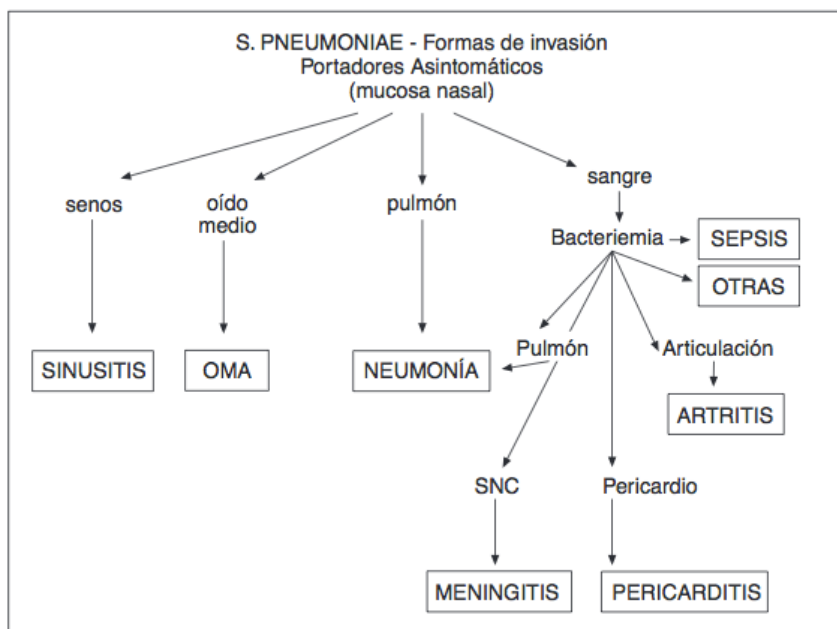 S. PNEUMONIAE - Formas de invasión
Portadores Asintomáticos
(mucosa nasal)
senos
oído
medio
pulmón
sangre
Bacteriemia
SEPSIS
OTRAS
Pulmón
Articulación
SINUSITIS
OMA
NEUMONÍA
ARTRITIS
SNC
Pericardio
MENINGITIS
PERICARDITIS